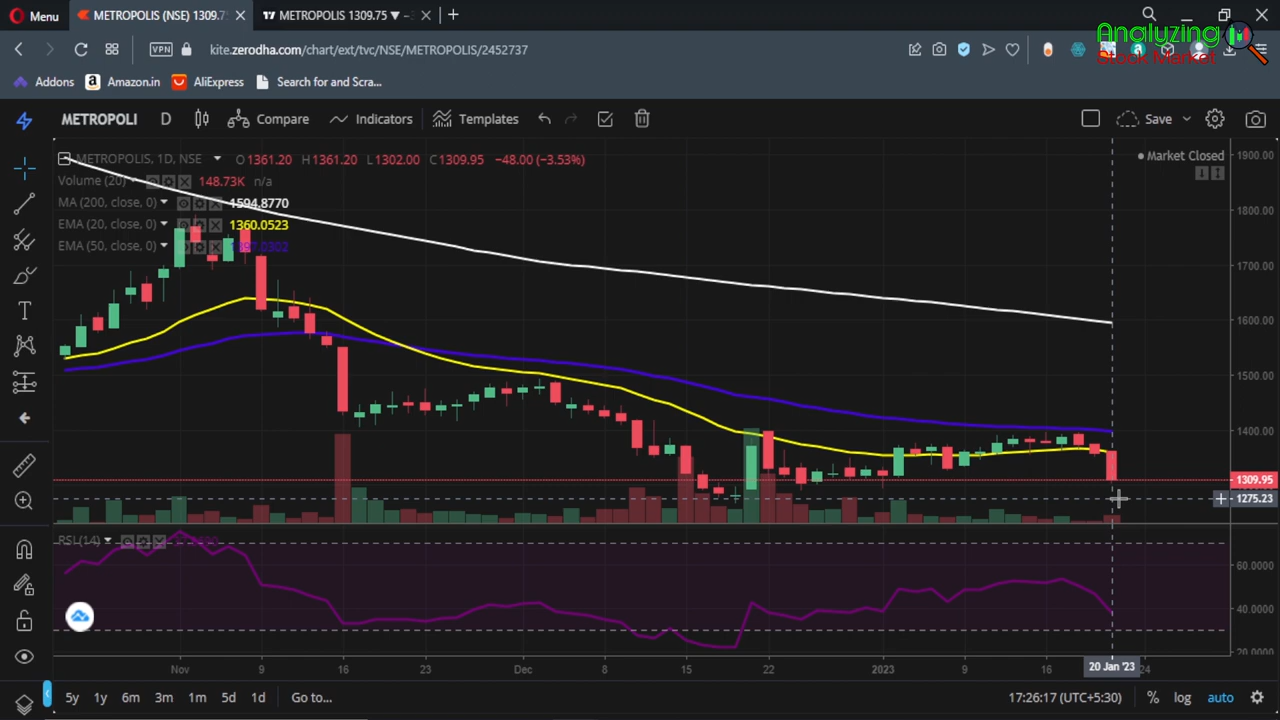 Menu
METROPOLIS (NSE) 1309.7
METROPOLIS 1309.75 ▼
VPN
kite.zerodha.com/chart/ext/tvc/NSE/METROPOLIS/2452737
Analyzing
Stock Market
Addons
Amazon.in
AliExpress
Search for and Scra...
METROPOLI D Compare Indicators Templates Save
METROPOLIS, 1D, NSE O1361.20 H1361.20 L1302.00 C1309.95 −48.00 (−3.53%)
Market Closed
Volume (20) 148.73K n/a
MA (200, close, 0) 1594.8770
EMA (20, close, 0) 1360.0523
EMA (50, close, 0)
1900.00
1800.00
1700.00
1600.00
1500.00
1400.00
1309.95
1275.23
RSI(14)
60.0000
40.0000
20.0000
Nov 9 16 23 Dec 8 15 22 2023 9 16 20 Jan '23 24
5y 1y 6m 3m 1m 5d 1d Go to... 17:26:17 (UTC+5:30) % log auto